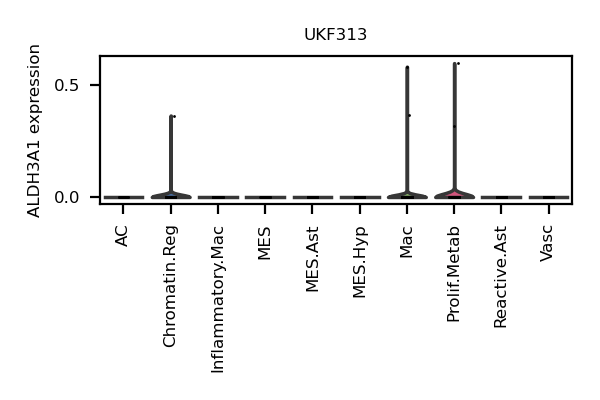 UKF313
ALDH3A1 expression
0.5
0.0
AC
Chromatin.Reg
Inflammatory.Mac
MES
MES.Ast
MES.Hyp
Mac
Prolif.Metab
Reactive.Ast
Vasc